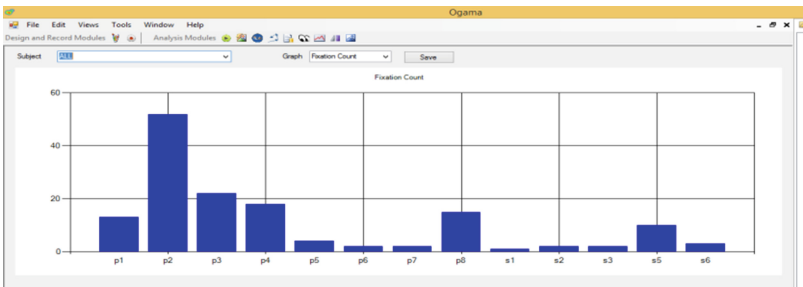 Ogama
File Edit Views Tools Window Help
Design and Record Modules Analysis Modules
Subject ALL Graph Fixation Count Save
Fixation Count
60
40
20
0
p1 p2 p3 p4 p5 p6 p7 p8 s1 s2 s3 s5 s6